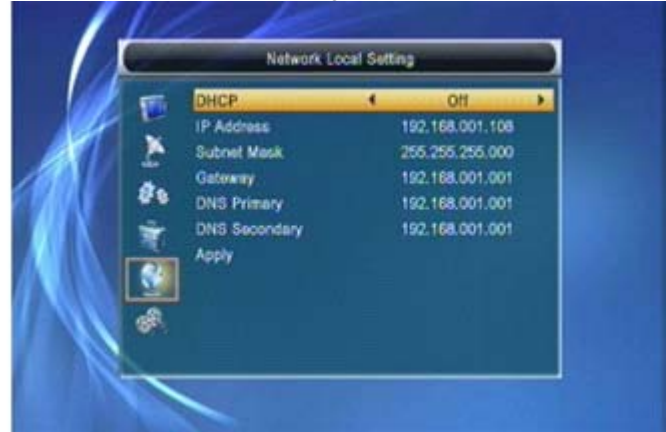 Network Local Setting
DHCP Off
IP Address 192.168.001.108
Subnet Mask 255.255.255.000
Gateway 192.168.001.001
DNS Primary 192.168.001.001
DNS Secondary 192.168.001.001
Apply